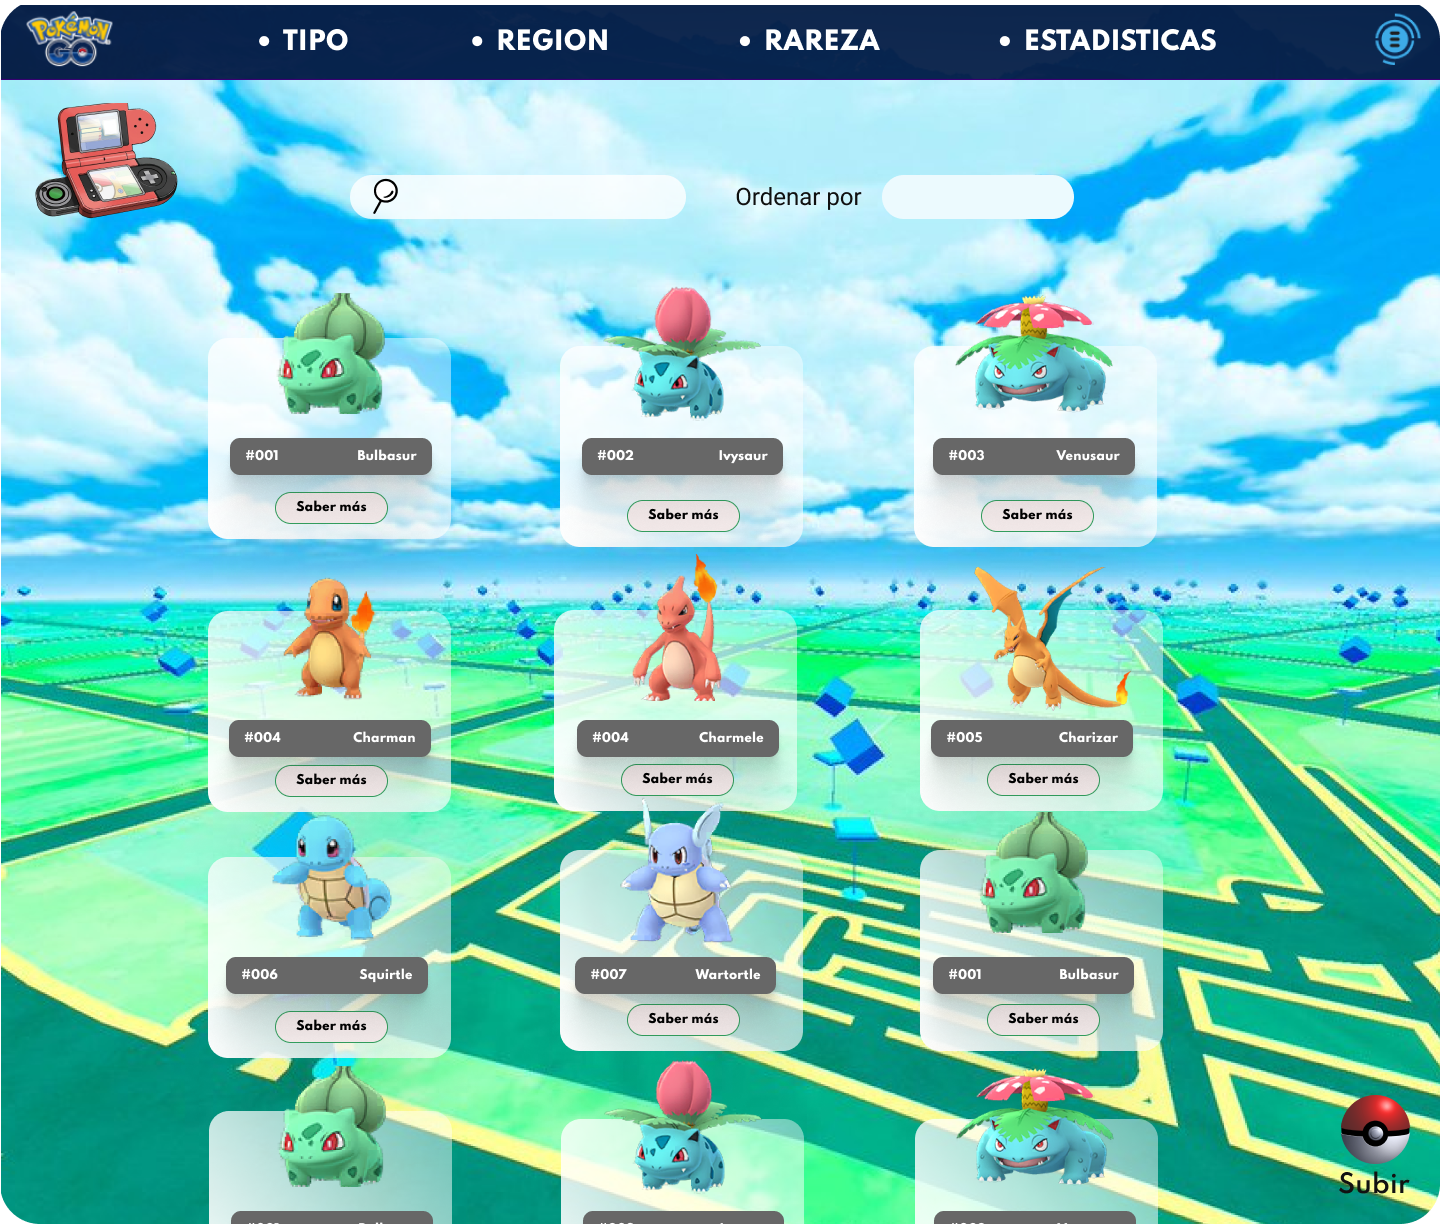 Pokémon GO
• TIPO • REGION • RAREZA • ESTADISTICAS
Ordenar por
#001 Bulbasur
#002 Ivysaur
#003 Venusaur
Saber más
Saber más
Saber más
#004 Charman
#004 Charmele
#005 Charizar
Saber más
Saber más
Saber más
#006 Squirtle
#007 Wartortle
#001 Bulbasur
Saber más
Saber más
Saber más
Subir